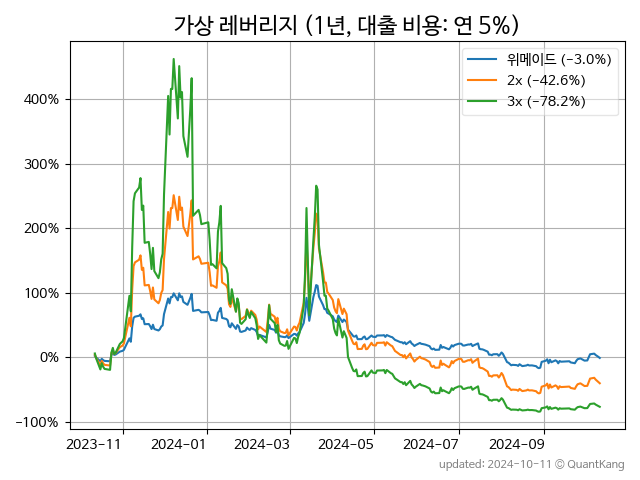 가상 레버리지 (1년, 대출 비용: 연 5%)
위메이드 (-3.0%)
2x (-42.6%)
3x (-78.2%)
400%
300%
200%
100%
0%
-100%
2023-11
2024-01
2024-03
2024-05
2024-07
2024-09
updated: 2024-10-11 © QuantKang